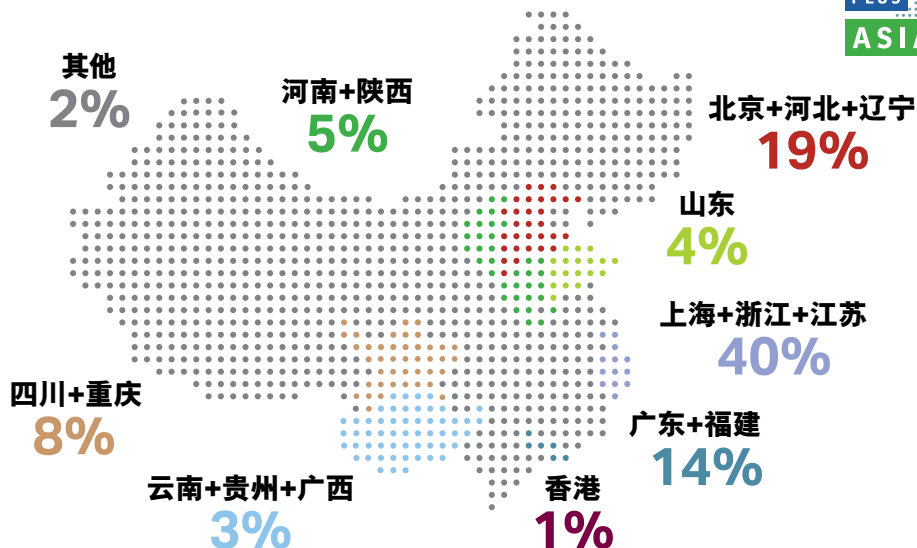 ASIA
其他
2%
河南+陕西
5%
北京+河北+辽宁
19%
山东
4%
上海+浙江+江苏
40%
四川+重庆
8%
广东+福建
14%
云南+贵州+广西
3%
香港
1%